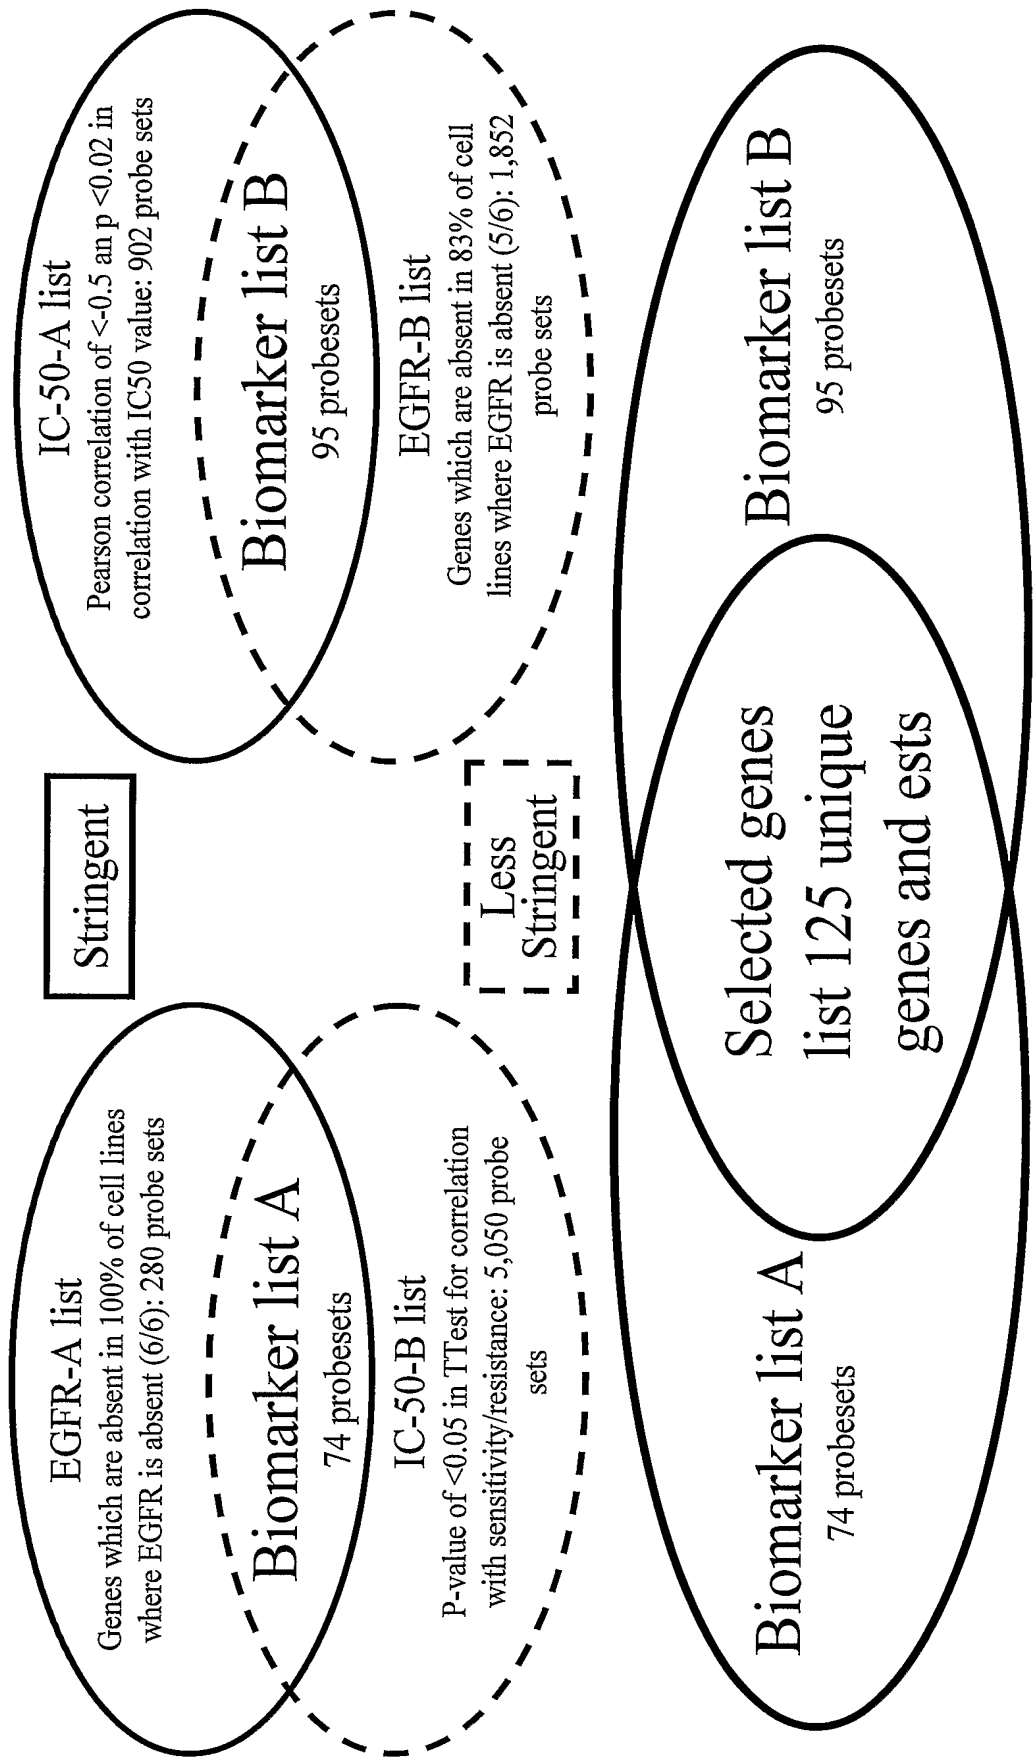 EGFR-A list
Genes which are absent in 100% of cell lines
where EGFR is absent (6/6): 280 probe sets
Biomarker list A
74 probesets
IC-50-B list
P-value of <0.05 in TTest for correlation
with sensitivity/resistance: 5,050 probe
sets
Stringent
Less
Stringent
IC-50-A list
Pearson correlation of <-0.5 an p <0.02 in
correlation with IC50 value: 902 probe sets
Biomarker list B
95 probesets
EGFR-B list
Genes which are absent in 83% of cell
lines where EGFR is absent (5/6): 1,852
probe sets
Biomarker list A
74 probesets
Selected genes
list 125 unique
genes and ests
Biomarker list B
95 probesets